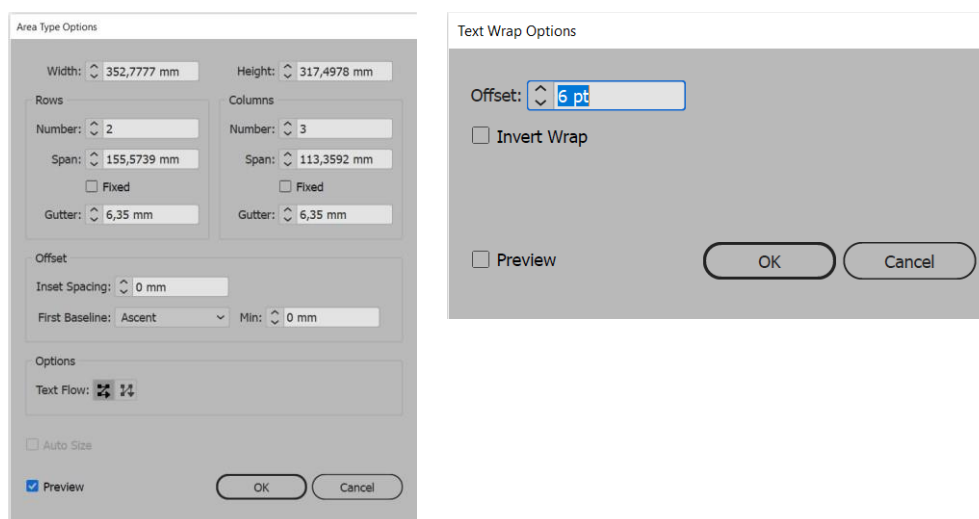 Area Type Options
Width: 352,7777 mm Height: 317,4978 mm
Rows Columns
Number: 2 Number: 3
Span: 155,5739 mm Span: 113,3592 mm
Fixed Fixed
Gutter: 6,35 mm Gutter: 6,35 mm
Offset
Inset Spacing: 0 mm
First Baseline: Ascent Min: 0 mm
Options
Text Flow:
Auto Size
Preview OK Cancel
Text Wrap Options
Offset: 6 pt
Invert Wrap
Preview OK Cancel